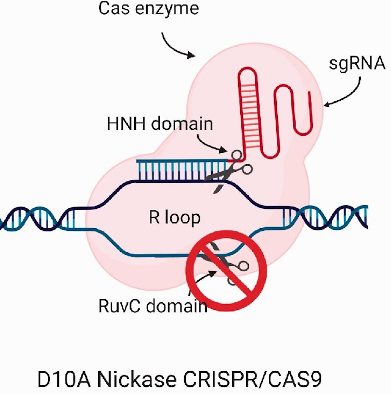 Cas enzyme
sgRNA
HNH domain
R loop
RuvC domain
D10A Nickase CRISPR/CAS9